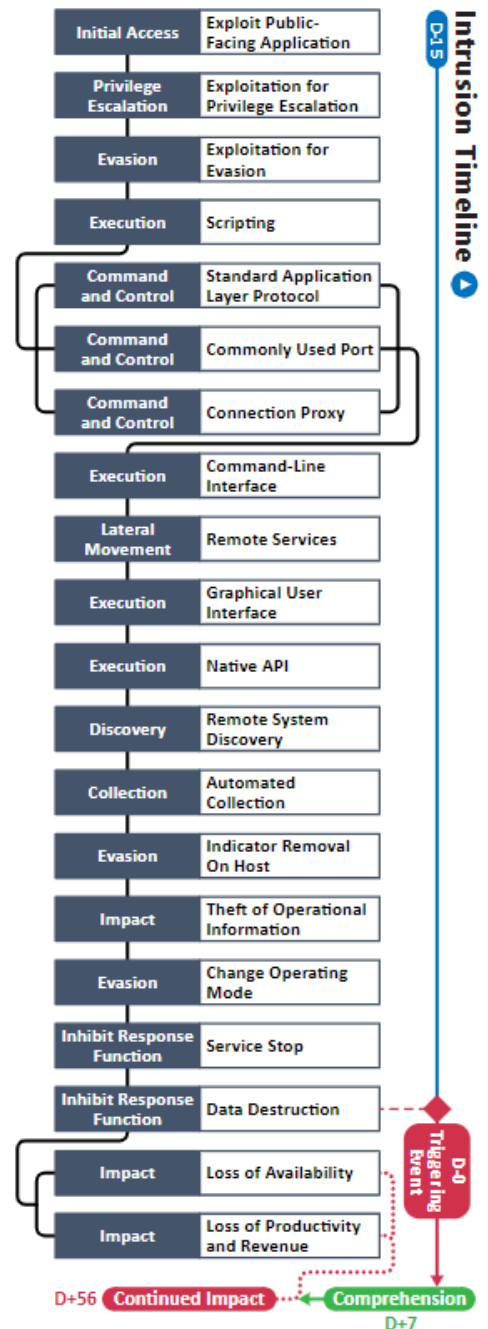 Intrusion Timeline
D-15
Initial Access
Exploit Public-
Facing Application
Privilege
Escalation
Exploitation for
Privilege Escalation
Evasion
Exploitation for
Evasion
Execution
Scripting
Command
and Control
Standard Application
Layer Protocol
Command
and Control
Commonly Used Port
Command
and Control
Connection Proxy
Execution
Command-Line
Interface
Lateral
Movement
Remote Services
Execution
Graphical User
Interface
Execution
Native API
Discovery
Remote System
Discovery
Collection
Automated
Collection
Evasion
Indicator Removal
On Host
Impact
Theft of Operational
Information
Evasion
Change Operating
Mode
Inhibit Response
Function
Service Stop
Inhibit Response
Function
Data Destruction
D-0
Triggering
Event
Impact
Loss of Availability
Impact
Loss of Productivity
and Revenue
D+56
Continued Impact
Comprehension
D+7